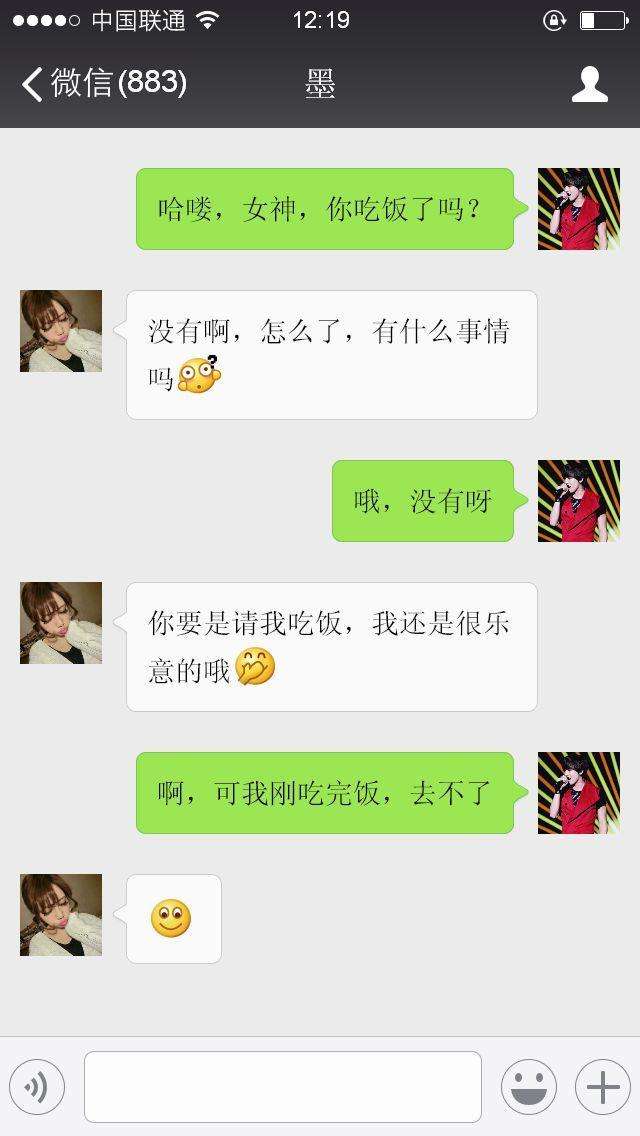 中国联通 12:19
微信(883) 墨
哈喽，女神，你吃饭了吗？
没有啊，怎么了，有什么事情
吗
哦，没有呀
你要是请我吃饭，我还是很乐
意的哦
啊，可我刚吃完饭，去不了